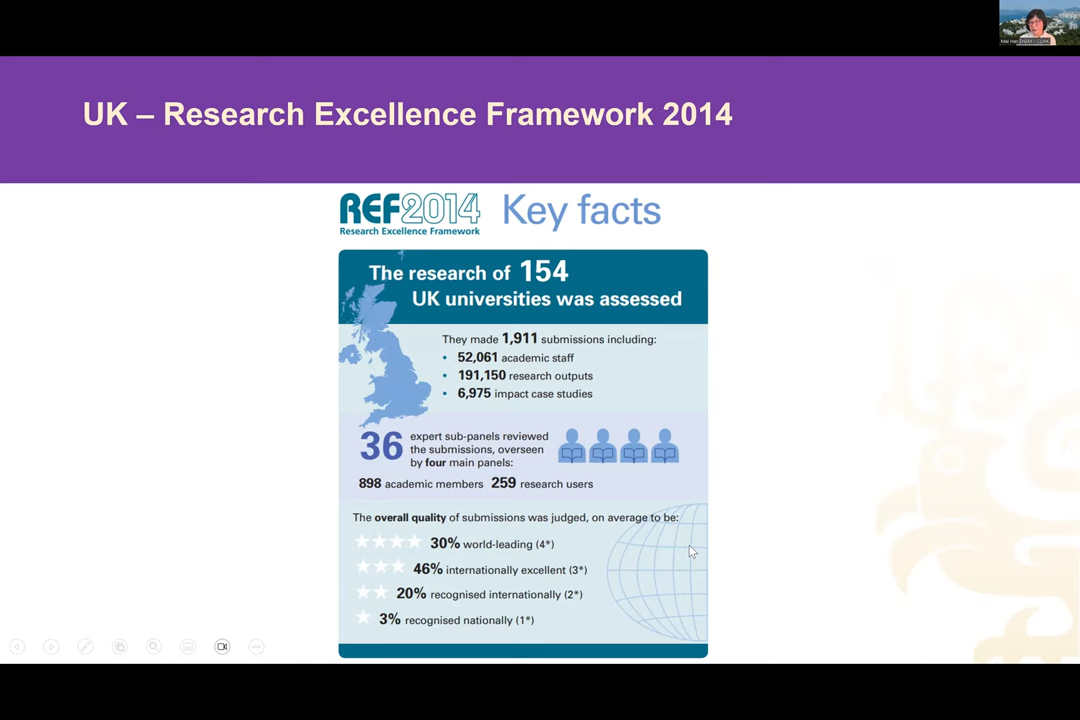 UK – Research Excellence Framework 2014
REF2014 Key facts
Research Excellence Framework
The research of 154
UK universities was assessed
They made 1,911 submissions including:
• 52,061 academic staff
• 191,150 research outputs
• 6,975 impact case studies
36 expert sub-panels reviewed
the submissions, overseen
by four main panels:
898 academic members 259 research users
The overall quality of submissions was judged, on average to be:
30% world-leading (4*)
46% internationally excellent (3*)
20% recognised internationally (2*)
3% recognised nationally (1*)